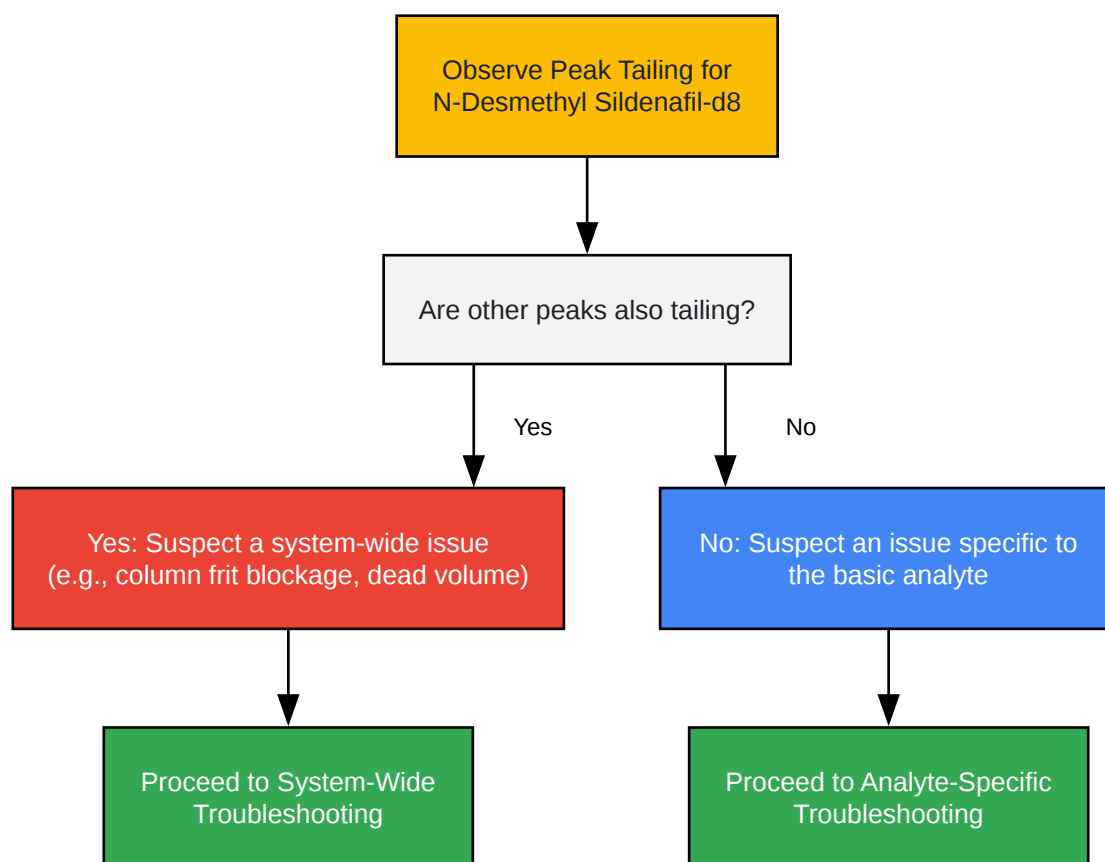 Observe Peak Tailing for
N-Desmethyl Sildenafil-d8
Are other peaks also tailing?
Yes
No
Yes: Suspect a system-wide issue
(e.g., column frit blockage, dead volume)
No: Suspect an issue specific to
the basic analyte
Proceed to System-Wide
Troubleshooting
Proceed to Analyte-Specific
Troubleshooting